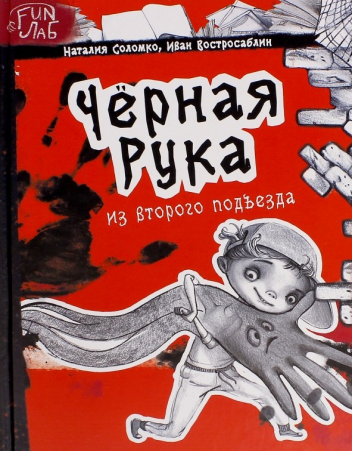 FUN
ЛАБ
Наталия Соломко, Иван Востросаблин
Чёрная
рука
из второго подъезда